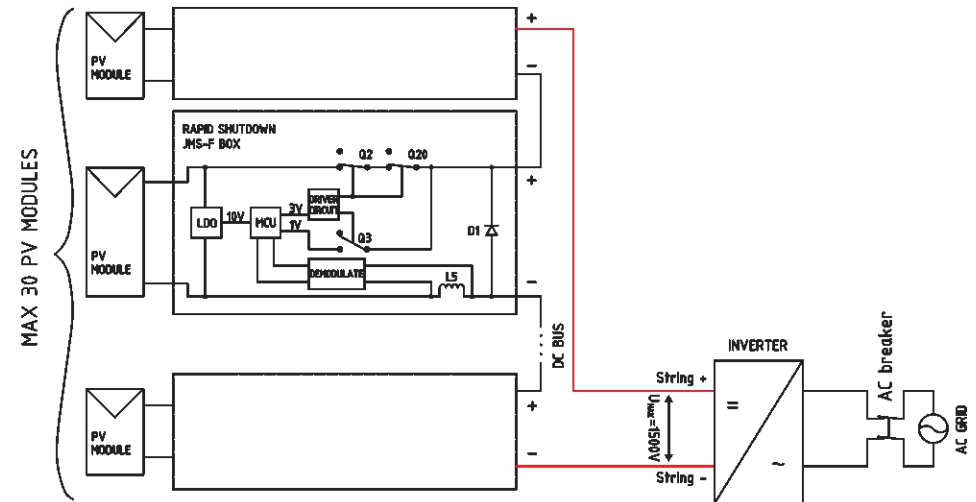 MAX 30 PV MODULES
PV
MODULE
+
−
RAPID SHUTDOWN
JMS-F BOX
Q2
Q20
PV
MODULE
LDO
10V
MCU
3V
1V
DRIVER
CIRCUIT
Q3
DEMODULATE
L5
D1
+
−
DC BUS
PV
MODULE
+
−
String +
UMAX=1500V
String -
INVERTER
=
~
AC breaker
AC GRID